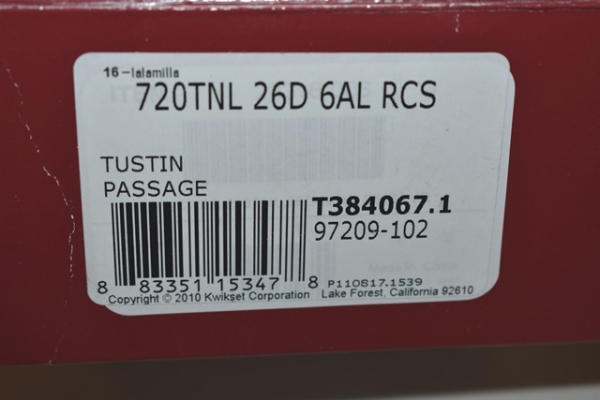 16-lalamilla
720TNL 26D 6AL RCS
TUSTIN
PASSAGE
T384067.1
97209-102
8 83351 15347 8
P110817.1539
Copyright © 2010 Kwikset Corporation Lake Forest, California 92610